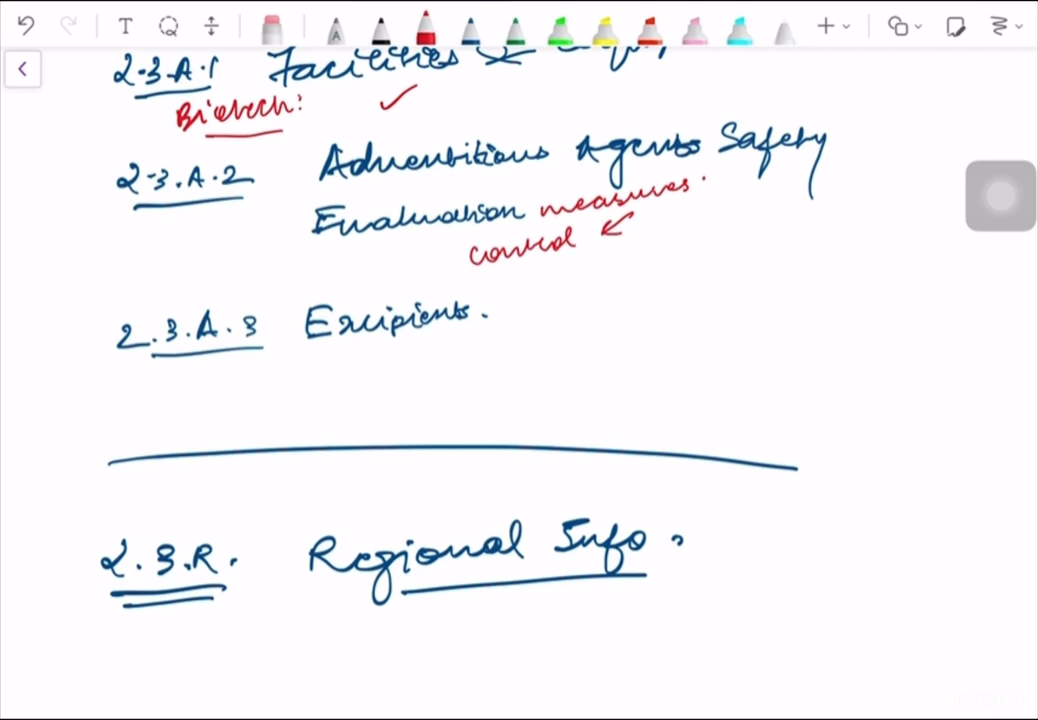 2.3.A.1 Facilities &
Biotech:
2.3.A.2 Adventitious Agents Safety
Evaluation measures.
control
2.3.A.3 Excipients.
2.3.R. Regional Info.